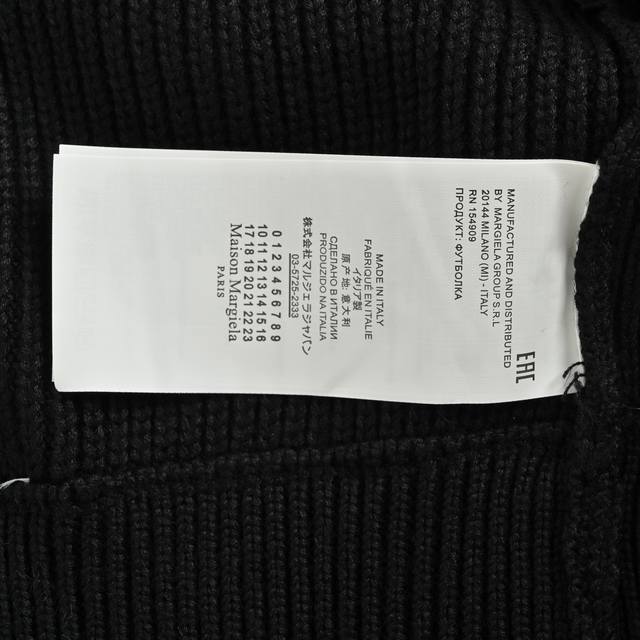 MANUFACTURED AND DISTRIBUTED
BY MARGIELA GROUP S.R.L
20144 MILANO (MI) - ITALY
RN 154909
ПРОДУКТ: ФУТБОЛКА
EAC
MADE IN ITALY
FABRIQUE EN ITALIE
イタリア製
原产地: 意大利
СДЕЛАНО В ИТАЛИИ
PRODUZIDO NA ITALIA
株式会社マルジェラジャパン
03-5725-2333
0 1 2 3 4 5 6 7 8 9
10 11 12 13 14 15 16
17 18 19 20 21 22 23
Maison Margiela
PARIS